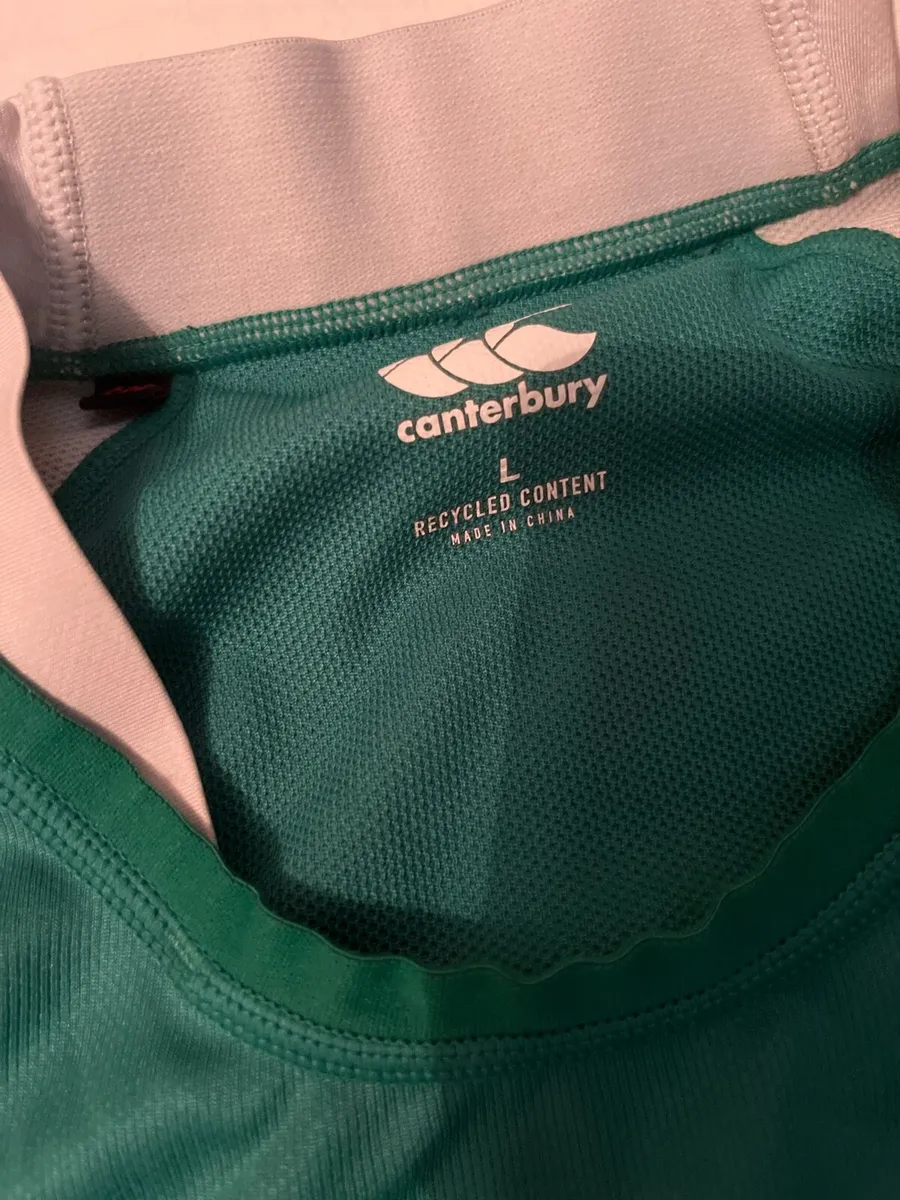 canterbury
L
RECYCLED CONTENT
MADE IN CHINA